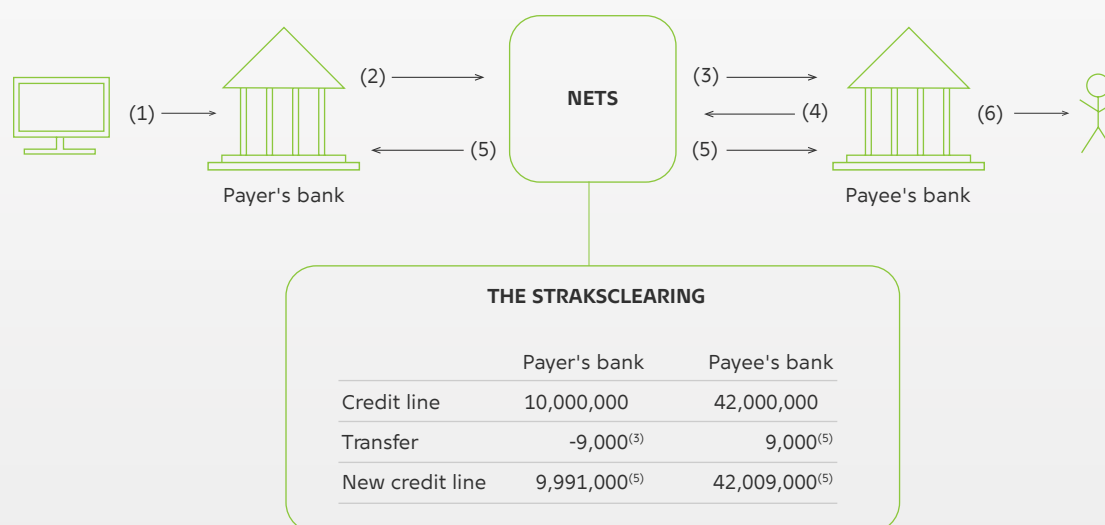 (1)
(2)
(5)
NETS
(3)
(4)
(5)
(6)
Payer's bank
Payee's bank
THE STRAKSCLEARING
Payer's bank Payee's bank
Credit line 10,000,000 42,000,000
Transfer -9,000(3) 9,000(5)
New credit line 9,991,000(5) 42,009,000(5)